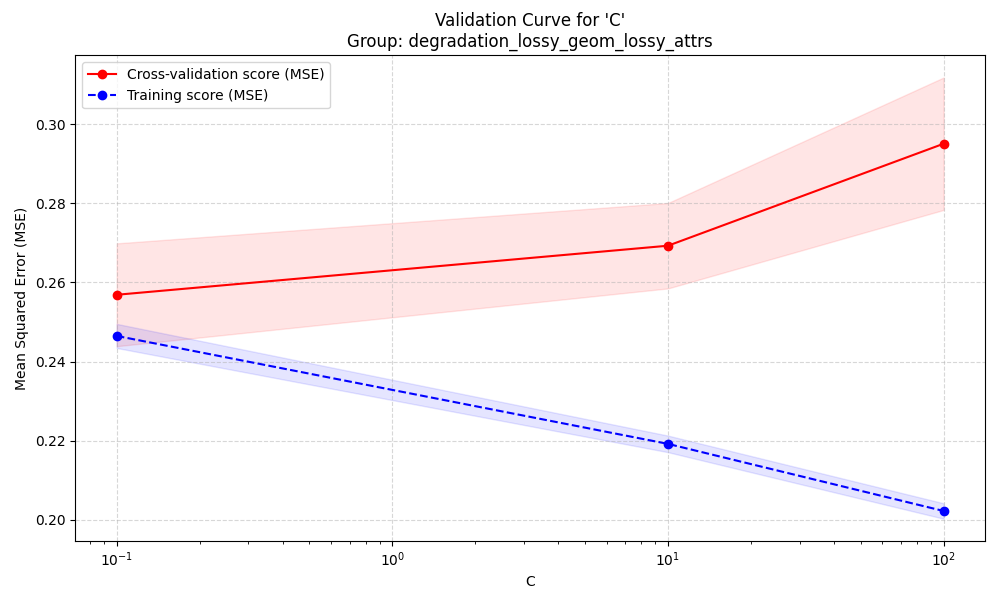 Validation Curve for 'C'
Group: degradation_lossy_geom_lossy_attrs
Cross-validation score (MSE)
Training score (MSE)
Mean Squared Error (MSE)
0.30
0.28
0.26
0.24
0.22
0.20
10⁻¹
10⁰
10¹
10²
C